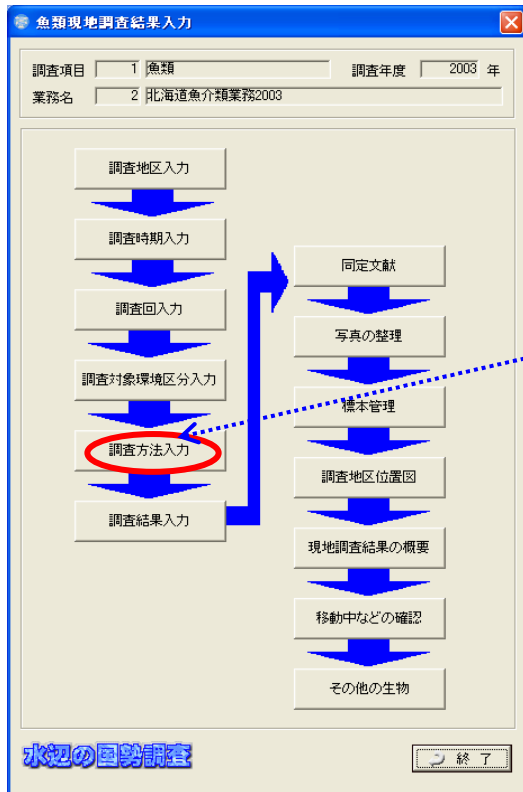 魚類現地調査結果入力
調査項目 1 魚類 調査年度 2003 年
業務名 2 北海道魚介類業務2003
調査地区入力
調査時期入力
調査回入力
調査対象環境区分入力
調査方法入力
調査結果入力
同定文献
写真の整理
標本管理
調査地区位置図
現地調査結果の概要
移動中などの確認
その他の生物
水辺の国勢調査
終 了